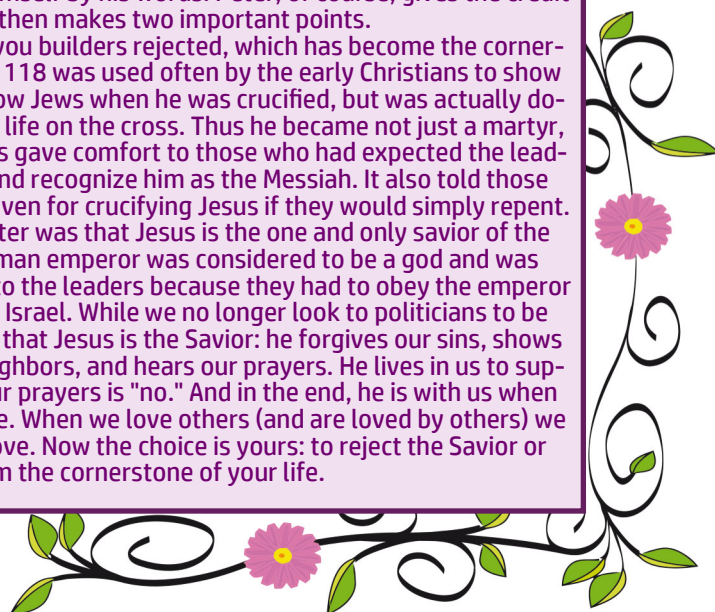 by his words. Peter, of course, gives the credit
then makes two important points.
you builders rejected, which has become the corner-
118 was used often by the early Christians to show
ow Jews when he was crucified, but was actually do-
life on the cross. Thus he became not just a martyr,
s gave comfort to those who had expected the lead-
nd recognize him as the Messiah. It also told those
ven for crucifying Jesus if they would simply repent.
ter was that Jesus is the one and only savior of the
man emperor was considered to be a god and was
to the leaders because they had to obey the emperor
Israel. While we no longer look to politicians to be
that Jesus is the Savior: he forgives our sins, shows
ighbors, and hears our prayers. He lives in us to sup-
ur prayers is "no." And in the end, he is with us when
e. When we love others (and are loved by others) we
ove. Now the choice is yours: to reject the Savior or
m the cornerstone of your life.